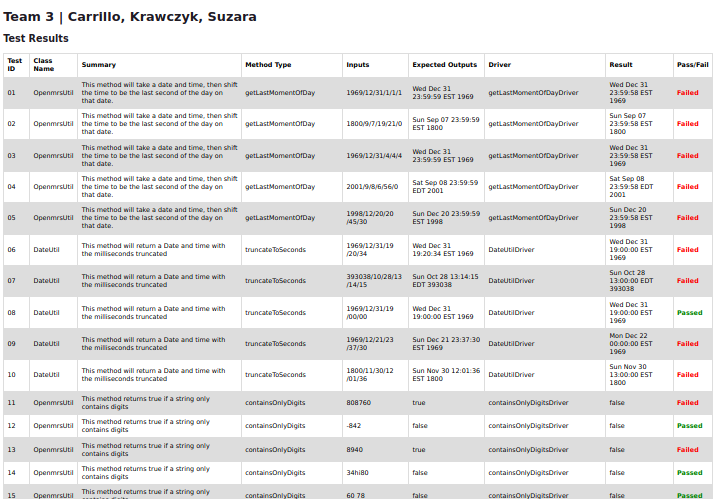 Team 3 | Carrillo, Krawczyk, Suzara
Test Results
Test ID Class Name Summary Method Type Inputs Expected Outputs Driver Result Pass/Fail
01 OpenmrsUtil This method will take a date and time, then shift the time to be the last second of the day on that date. getLastMomentOfDay 1969/12/31/1/1/1 Wed Dec 31 23:59:59 EST 1969 getLastMomentOfDayDriver Wed Dec 31 23:59:58 EST 1969 Failed
02 OpenmrsUtil This method will take a date and time, then shift the time to be the last second of the day on that date. getLastMomentOfDay 1800/9/7/19/21/0 Sun Sep 07 23:59:59 EST 1800 getLastMomentOfDayDriver Sun Sep 07 23:59:58 EST 1800 Failed
03 OpenmrsUtil This method will take a date and time, then shift the time to be the last second of the day on that date. getLastMomentOfDay 1969/12/31/4/4/4 Wed Dec 31 23:59:59 EST 1969 getLastMomentOfDayDriver Wed Dec 31 23:59:58 EST 1969 Failed
04 OpenmrsUtil This method will take a date and time, then shift the time to be the last second of the day on that date. getLastMomentOfDay 2001/9/8/6/56/0 Sat Sep 08 23:59:59 EDT 2001 getLastMomentOfDayDriver Sat Sep 08 23:59:58 EDT 2001 Failed
05 OpenmrsUtil This method will take a date and time, then shift the time to be the last second of the day on that date. getLastMomentOfDay 1998/12/20/20 /45/30 Sun Dec 20 23:59:59 EST 1998 getLastMomentOfDayDriver Sun Dec 20 23:59:58 EST 1998 Failed
06 DateUtil This method will return a Date and time with the milliseconds truncated truncateToSeconds 1969/12/31/19 /20/34 Wed Dec 31 19:20:34 EST 1969 DateUtilDriver Wed Dec 31 19:00:00 EST 1969 Failed
07 DateUtil This method will return a Date and time with the milliseconds truncated truncateToSeconds 393038/10/28/13 /14/15 Sun Oct 28 13:14:15 EDT 393038 DateUtilDriver Sun Oct 28 13:00:00 EDT 393038 Failed
08 DateUtil This method will return a Date and time with the milliseconds truncated truncateToSeconds 1969/12/31/19 /00/00 Wed Dec 31 19:00:00 EST 1969 DateUtilDriver Wed Dec 31 19:00:00 EST 1969 Passed
09 DateUtil This method will return a Date and time with the milliseconds truncated truncateToSeconds 1969/12/21/23 /37/30 Sun Dec 21 23:37:30 EST 1969 DateUtilDriver Mon Dec 22 00:00:00 EST 1969 Failed
10 DateUtil This method will return a Date and time with the milliseconds truncated truncateToSeconds 1800/11/30/12 /01/36 Sun Nov 30 12:01:36 EST 1800 DateUtilDriver Sun Nov 30 13:00:00 EST 1800 Failed
11 OpenmrsUtil This method returns true if a string only contains digits containsOnlyDigits 808760 true containsOnlyDigitsDriver false Failed
12 OpenmrsUtil This method returns true if a string only contains digits containsOnlyDigits -842 false containsOnlyDigitsDriver false Passed
13 OpenmrsUtil This method returns true if a string only contains digits containsOnlyDigits 8940 true containsOnlyDigitsDriver false Failed
14 OpenmrsUtil This method returns true if a string only contains digits containsOnlyDigits 34hi80 false containsOnlyDigitsDriver false Passed
15 OpenmrsUtil This method returns true if a string only containsOnlyDigits 60 78 false containsOnlyDigitsDriver false Passed